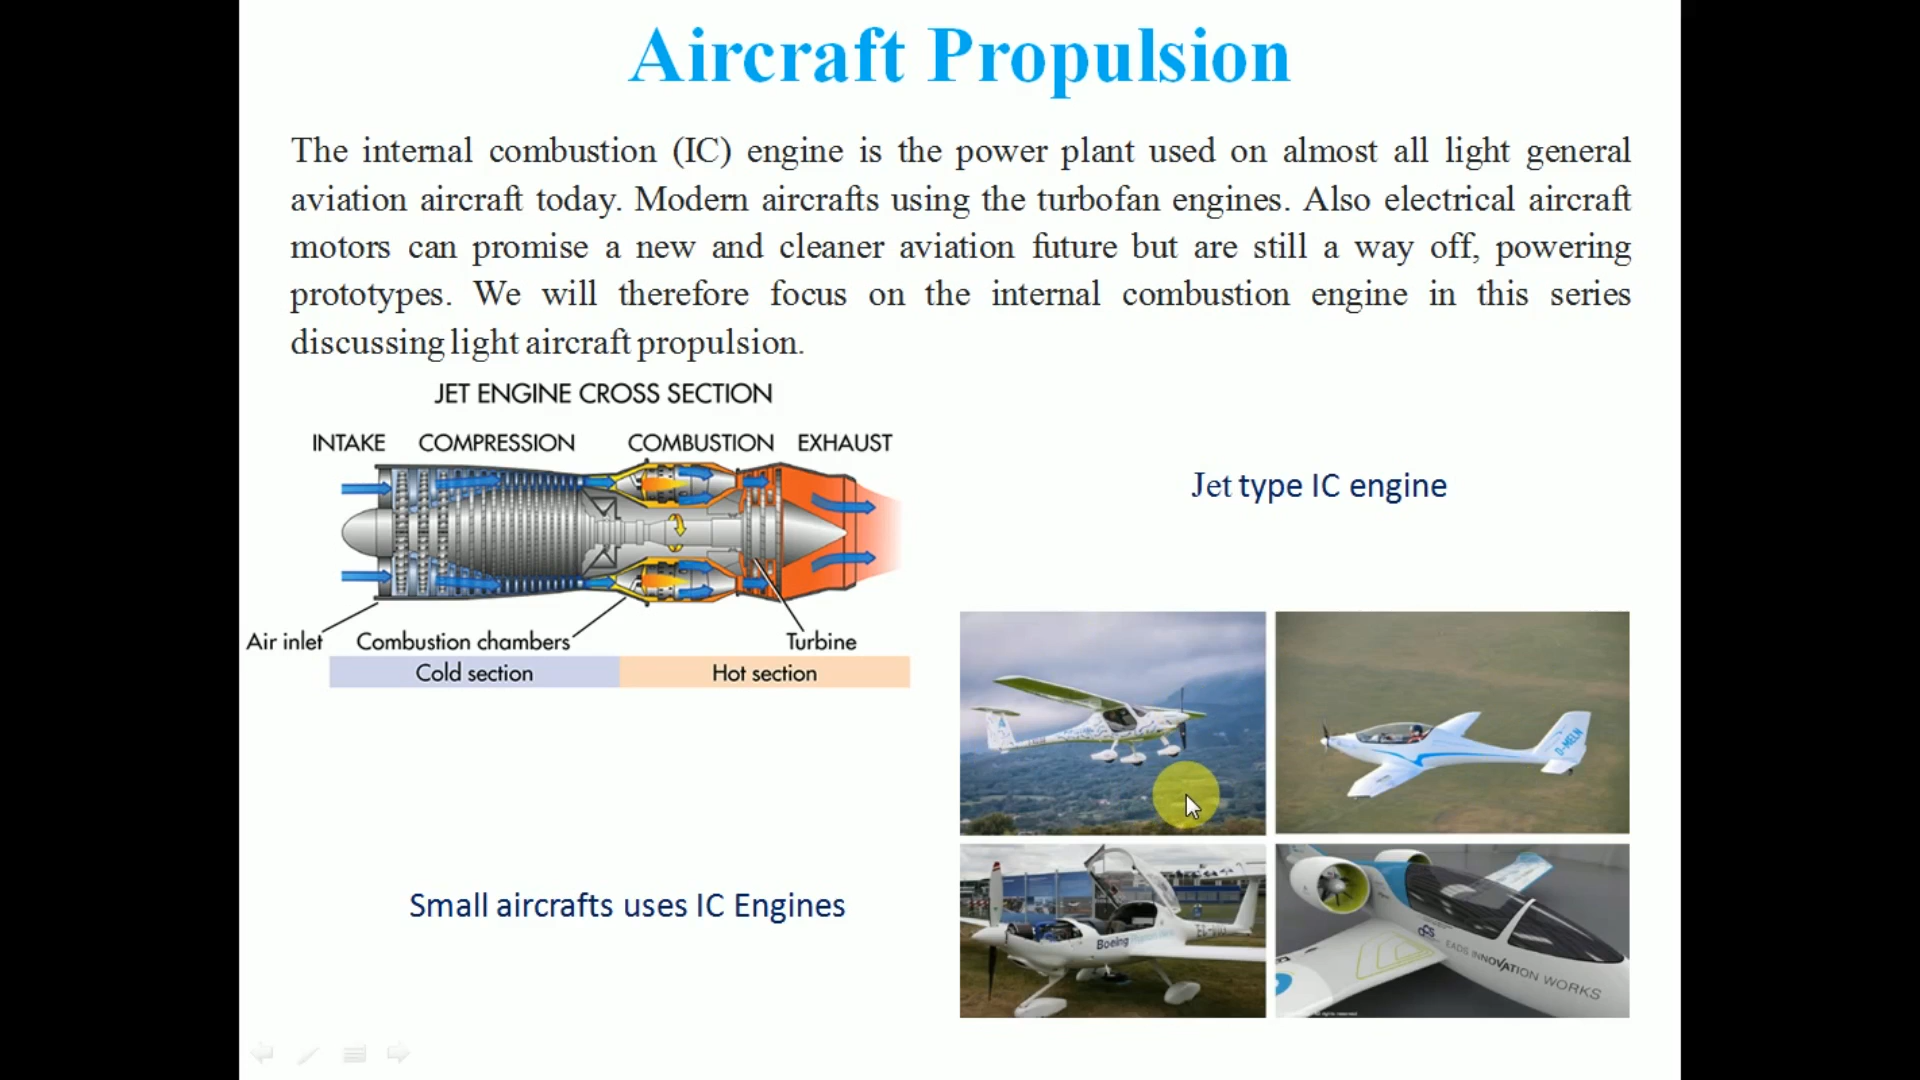 Aircraft Propulsion
The internal combustion (IC) engine is the power plant used on almost all light general
aviation aircraft today. Modern aircrafts using the turbofan engines. Also electrical aircraft
motors can promise a new and cleaner aviation future but are still a way off, powering
prototypes. We will therefore focus on the internal combustion engine in this series
discussing light aircraft propulsion.
JET ENGINE CROSS SECTION
INTAKE COMPRESSION COMBUSTION EXHAUST
Air inlet Combustion chambers Turbine
Cold section Hot section
Jet type IC engine
D-MELN
Small aircrafts uses IC Engines
Boeing
EADS INNOVATION WORKS